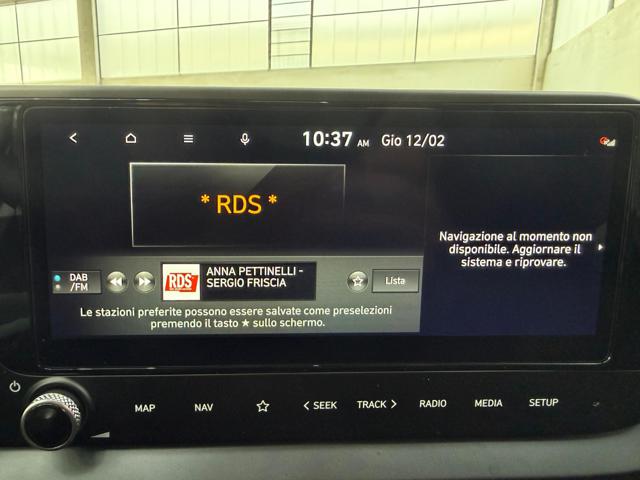 10:37 AM Gio 12/02
* RDS *
Navigazione al momento non
disponibile. Aggiornare il
sistema e riprovare.
DAB
/FM
RDS
ANNA PETTINELLI -
SERGIO FRISCIA
Lista
Le stazioni preferite possono essere salvate come preselezioni
premendo il tasto ★ sullo schermo.
MAP NAV SEEK TRACK RADIO MEDIA SETUP